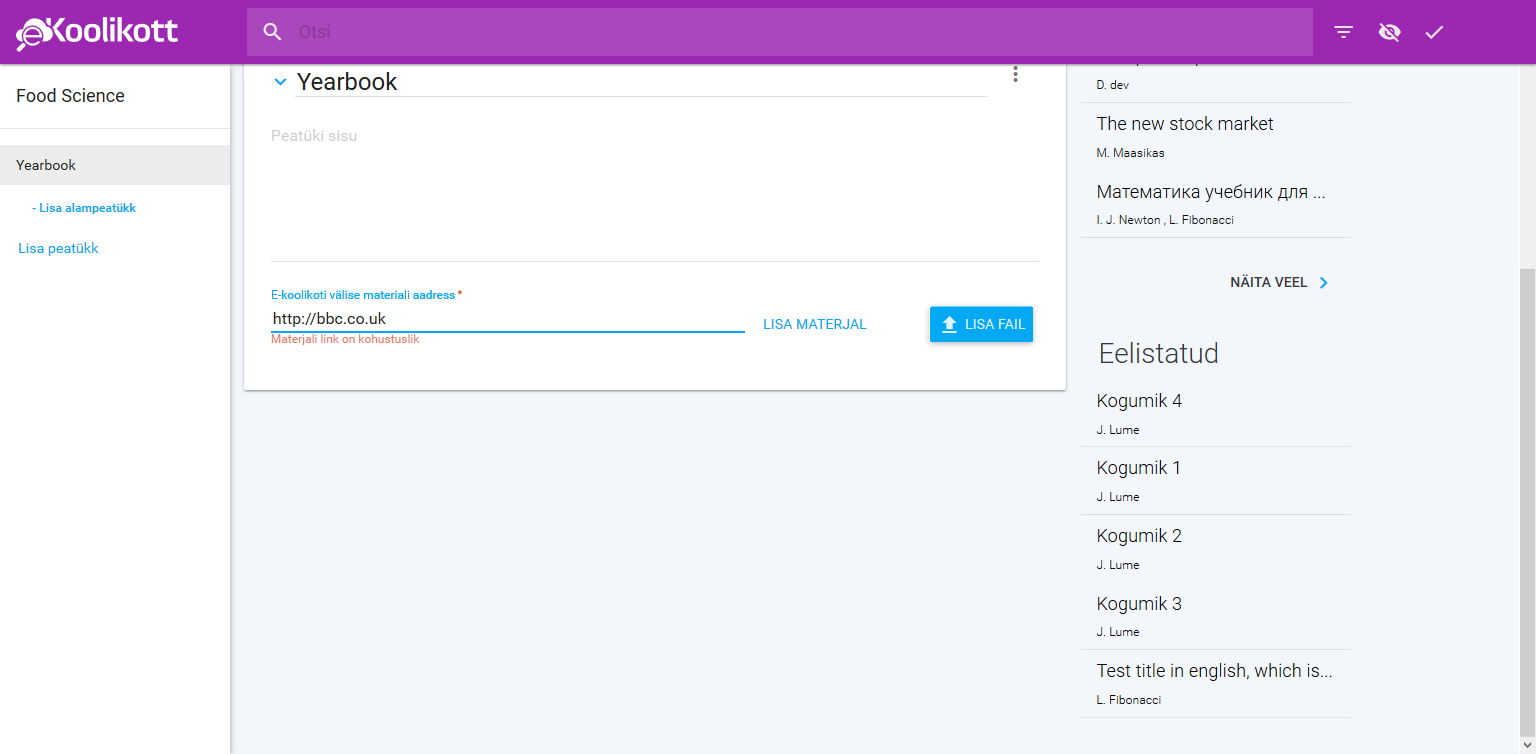 eKoolikott
Otsi
Food Science
Yearbook
- Lisa alampeatükk
Lisa peatükk
Yearbook
Peatüki sisu
E-koolikoti välise materiali aadress *
http://bbc.co.uk
Materjali link on kohustuslik
LISA MATERJAL
LISA FAIL
D. dev
The new stock market
M. Maasikas
Математика учебник для ...
I. J. Newton , L. Fibonacci
NÄITA VEEL
Eelistatud
Kogumik 4
J. Lume
Kogumik 1
J. Lume
Kogumik 2
J. Lume
Kogumik 3
J. Lume
Test title in english, which is...
L. Fibonacci